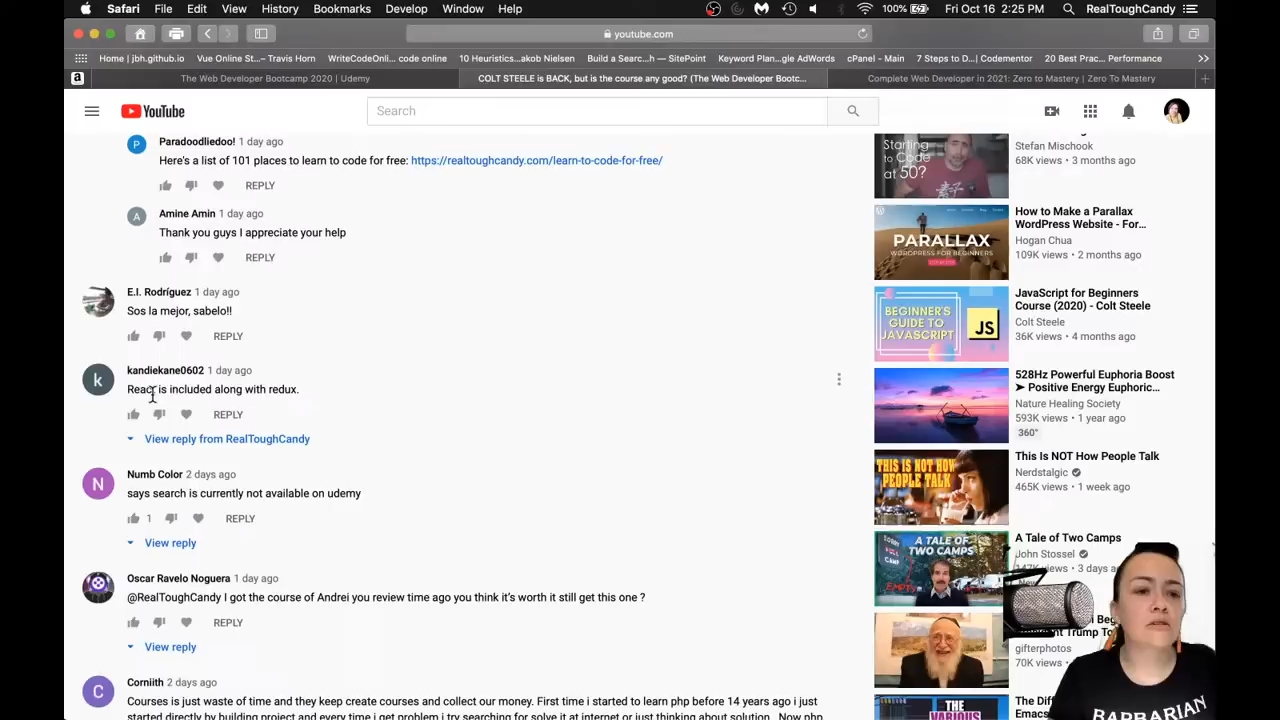 Safari File Edit View History Bookmarks Develop Window Help 100% Fri Oct 16 2:25 PM RealToughCandy
youtube.com
Home | jbh.github.io Vue Online St...– Travis Horn WriteCodeOnli... code online 10 Heuristics...akob Nielsen Build a Searc...h — SitePoint Keyword Plan...gle AdWords cPanel - Main 7 Steps to D...| Codementor 20 Best Prac... Performance
The Web Developer Bootcamp 2020 | Udemy COLT STEELE is BACK, but is the course any good? (The Web Developer Bootc... Complete Web Developer in 2021: Zero to Mastery | Zero To Mastery
YouTube
Search
P
Paradoodliedoo! 1 day ago
Here's a list of 101 places to learn to code for free: https://realtoughcandy.com/learn-to-code-for-free/
REPLY
A
Amine Amin 1 day ago
Thank you guys I appreciate your help
REPLY
E.I. Rodríguez 1 day ago
Sos la mejor, sabelo!!
REPLY
k
kandiekane0602 1 day ago
React is included along with redux.
REPLY
View reply from RealToughCandy
N
Numb Color 2 days ago
says search is currently not available on udemy
1 REPLY
View reply
Oscar Ravelo Noguera 1 day ago
@RealToughCandy I got the course of Andrei you review time ago you think it's worth it still get this one ?
REPLY
View reply
C
Corniith 2 days ago
Courses is just waste of time and they keep create courses and collect our money. First time i started to learn php before 14 years ago i just
started directly by building project and every time i get problem i try searching for solve it at internet or just thinking about solution. Now php
Starting
to Code
at 50?
Stefan Mischook
68K views • 3 months ago
PARALLAX
WORDPRESS FOR BEGINNERS
How to Make a Parallax
WordPress Website - For...
Hogan Chua
109K views • 2 months ago
BEGINNER'S
GUIDE TO
JAVASCRIPT
JS
JavaScript for Beginners
Course (2020) - Colt Steele
Colt Steele
36K views • 4 months ago
528Hz Powerful Euphoria Boost
➤ Positive Energy Euphoric...
Nature Healing Society
593K views • 1 year ago
360°
THIS IS NOT
HOW PEOPLE
TALK
This Is NOT How People Talk
Nerdstalgic
465K views • 1 week ago
A TALE OF
TWO CAMPS
EMPTY
A Tale of Two Camps
John Stossel
147K views • 3 days
gifterphotos
70K views
THE
VARIOUS
The
Emacs
BARBARIAN